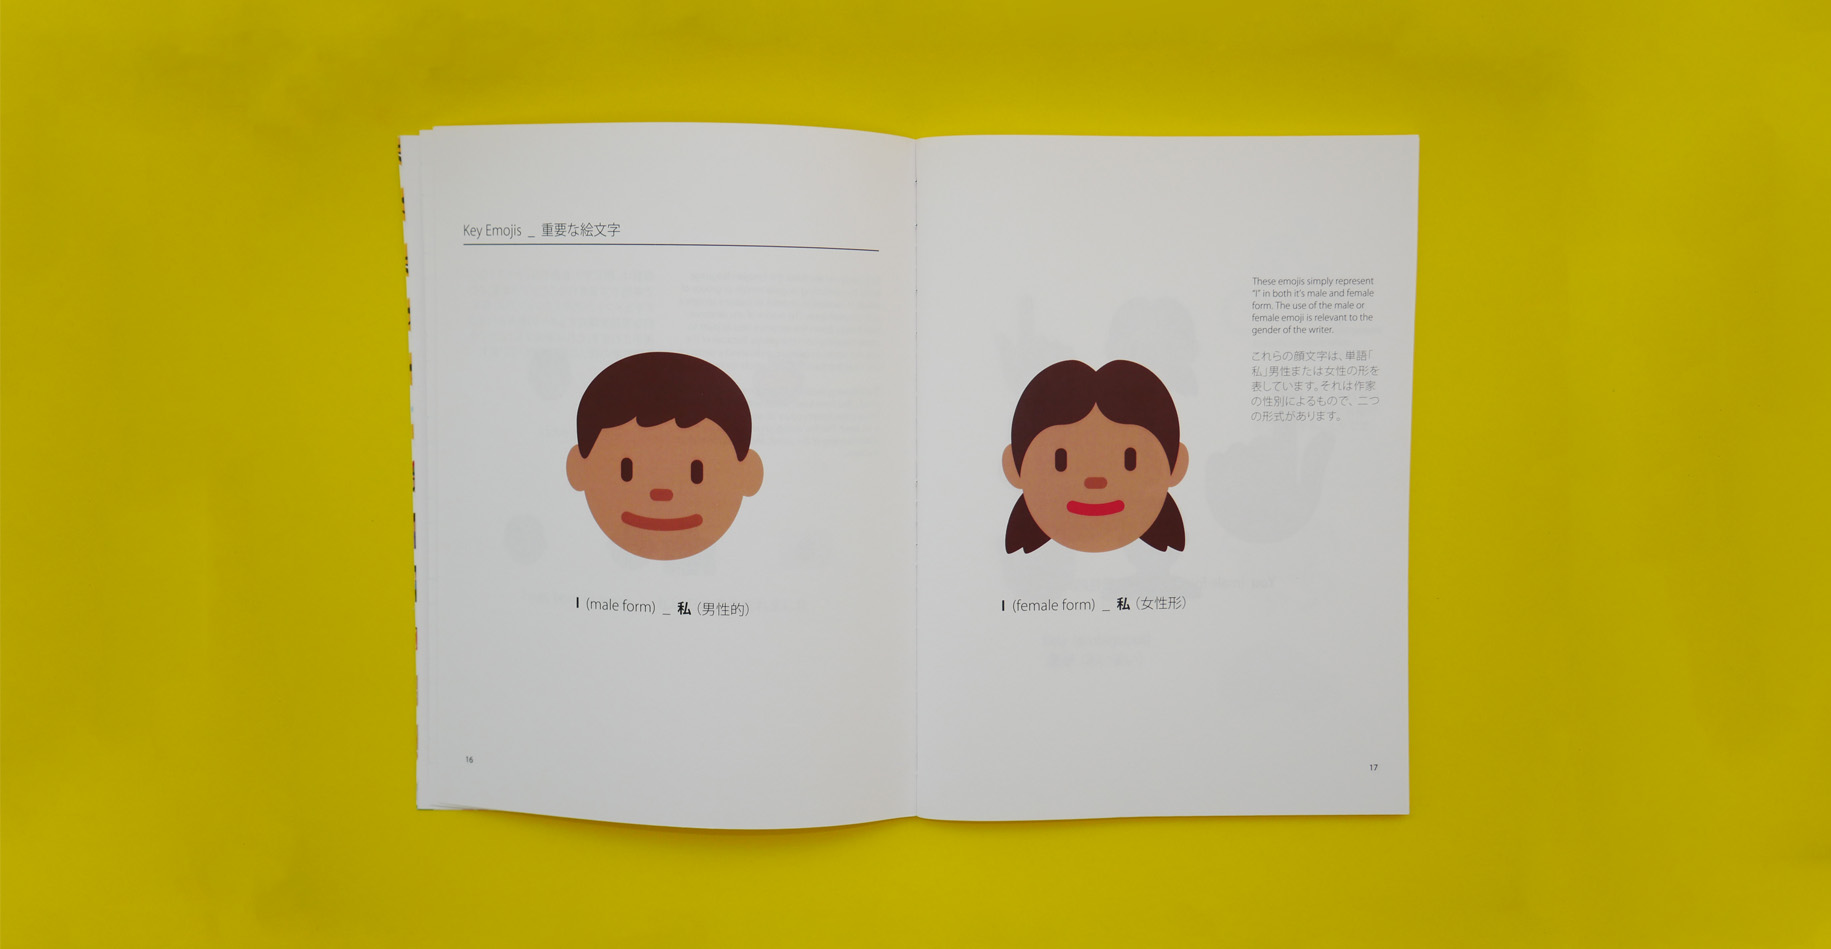 Key Emojis _ 重要な絵文字
I (male form) _ 私 (男性的)
16
These emojis simply represent
"I" in both it's male and female
form. The use of the male or
female emoji is relevant to the
gender of the writer.
これらの顔文字は、単語「
私」男性または女性の形を
表しています。それは作家
の性別によるもので、二つ
の形式があります。
I (female form) _ 私 (女性形)
17